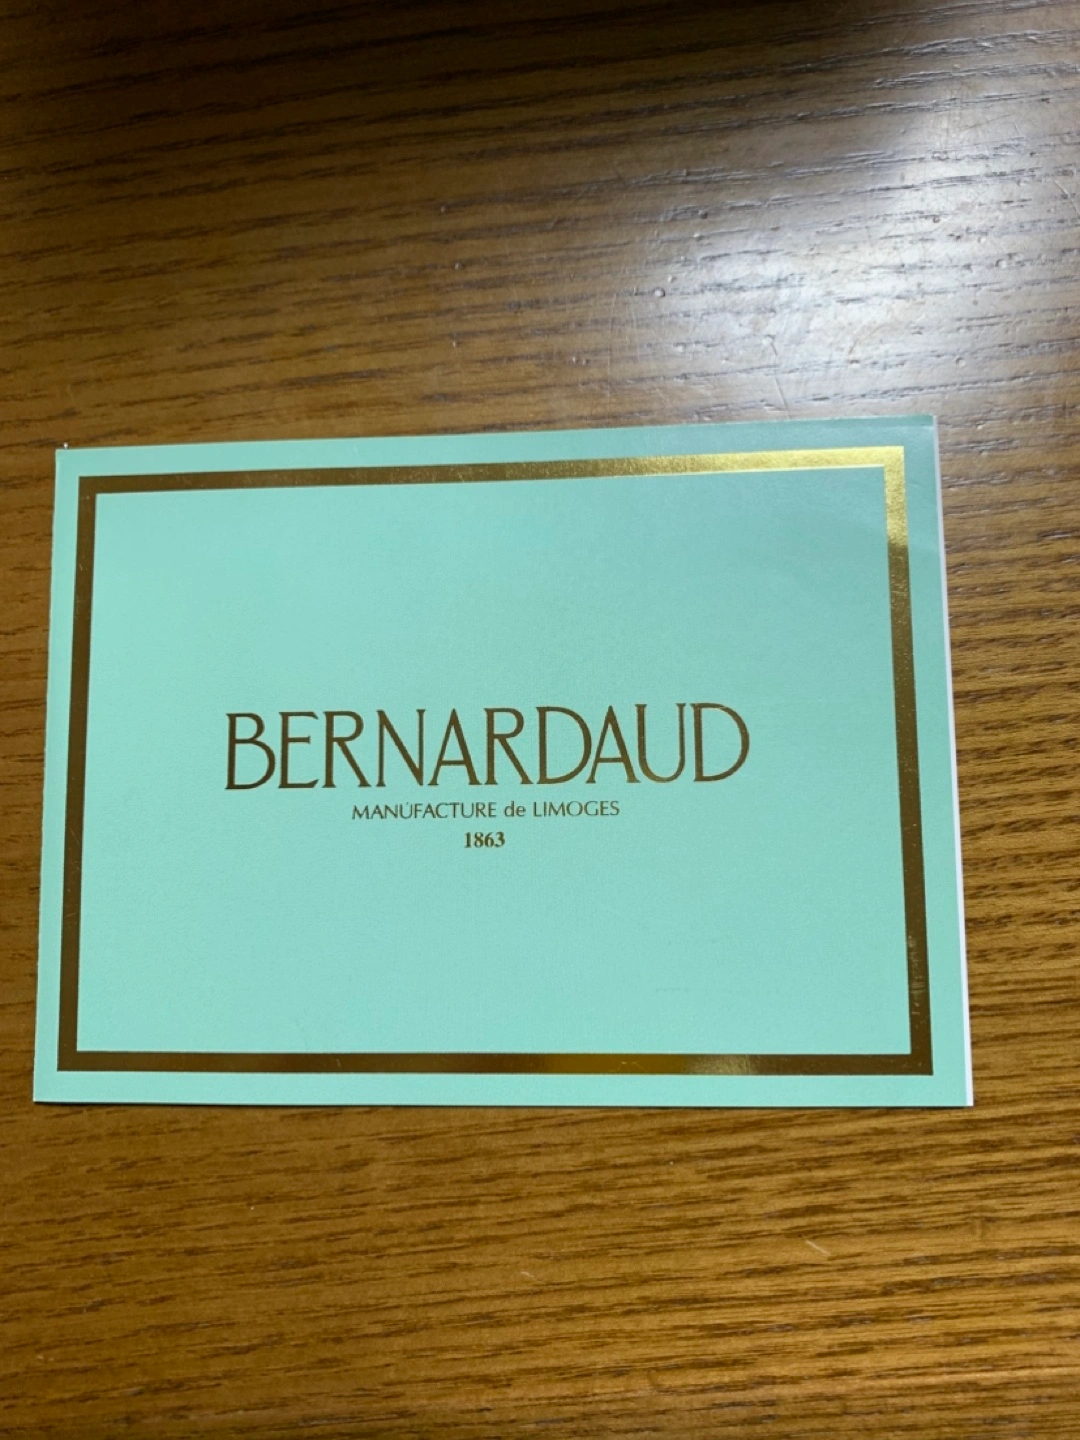 BERNARDAUD
MANUFACTURE de LIMOGES
1863